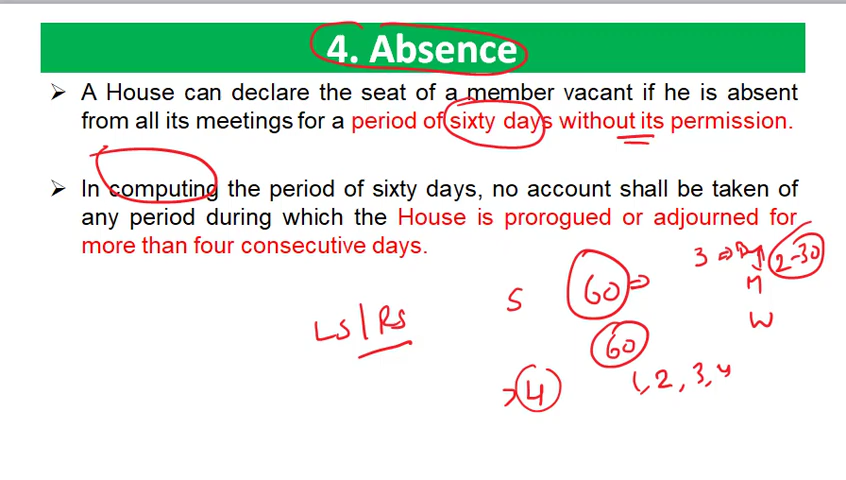 4. Absence
➤ A House can declare the seat of a member vacant if he is absent
from all its meetings for a period of sixty days without its permission.
➤ In computing the period of sixty days, no account shall be taken of
any period during which the House is prorogued or adjourned for
more than four consecutive days.
3 ⇒ 2-30
S 60 ⇒ M
LS/RS W
60
>4 1, 2, 3, 4